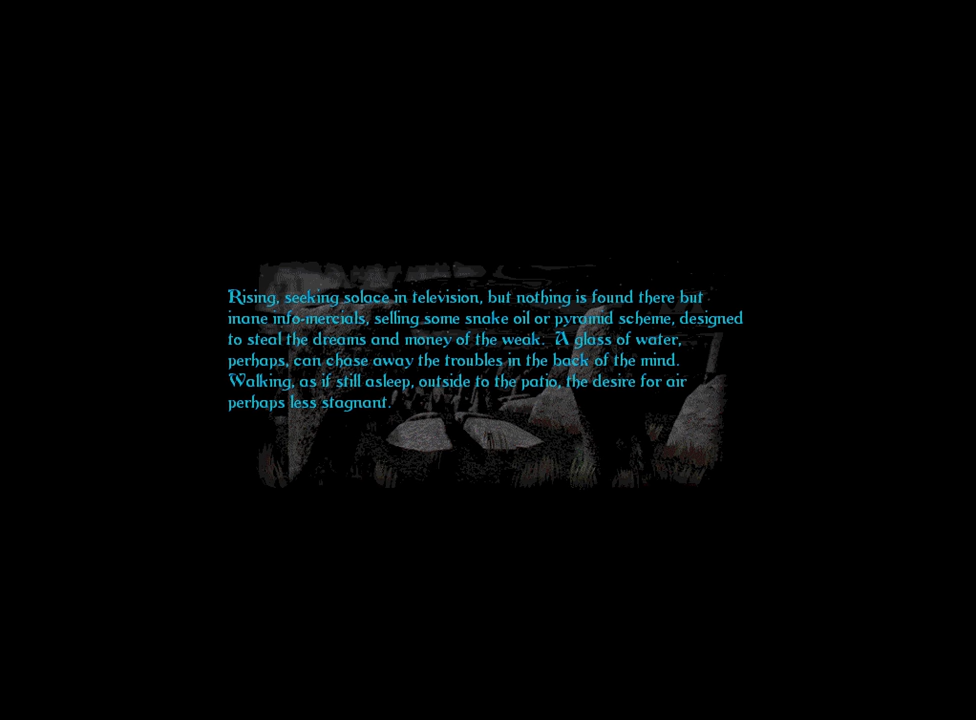 Rising, seeking solace in television, but nothing is found there but
inane info-mercials, selling some snake oil or pyramid scheme, designed
to steal the dreams and money of the weak.  A glass of water,
perhaps, can chase away the troubles in the back of the mind.
Walking, as if still asleep, outside to the patio, the desire for air
perhaps less stagnant.